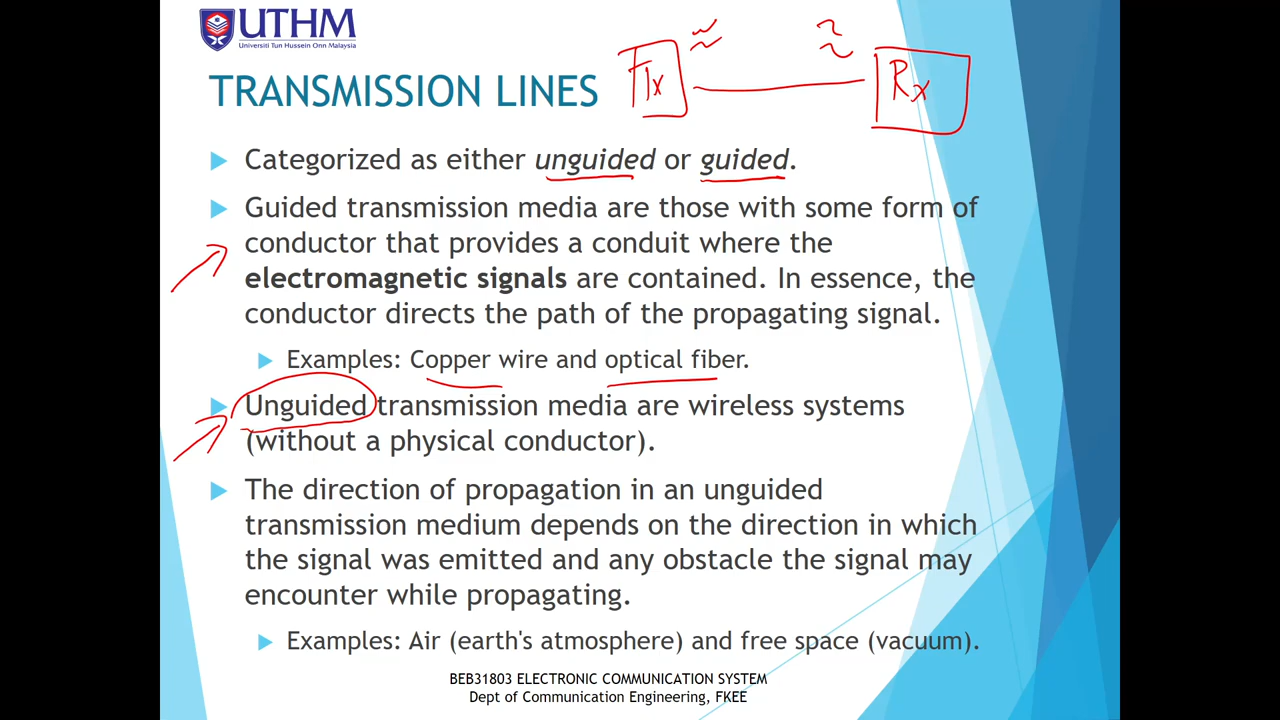 UTHM
Universiti Tun Hussein Onn Malaysia
TRANSMISSION LINES
Tx
Rx
Categorized as either unguided or guided.
Guided transmission media are those with some form of
conductor that provides a conduit where the
electromagnetic signals are contained. In essence, the
conductor directs the path of the propagating signal.
Examples: Copper wire and optical fiber.
Unguided transmission media are wireless systems
(without a physical conductor).
The direction of propagation in an unguided
transmission medium depends on the direction in which
the signal was emitted and any obstacle the signal may
encounter while propagating.
Examples: Air (earth's atmosphere) and free space (vacuum).
BEB31803 ELECTRONIC COMMUNICATION SYSTEM
Dept of Communication Engineering, FKEE